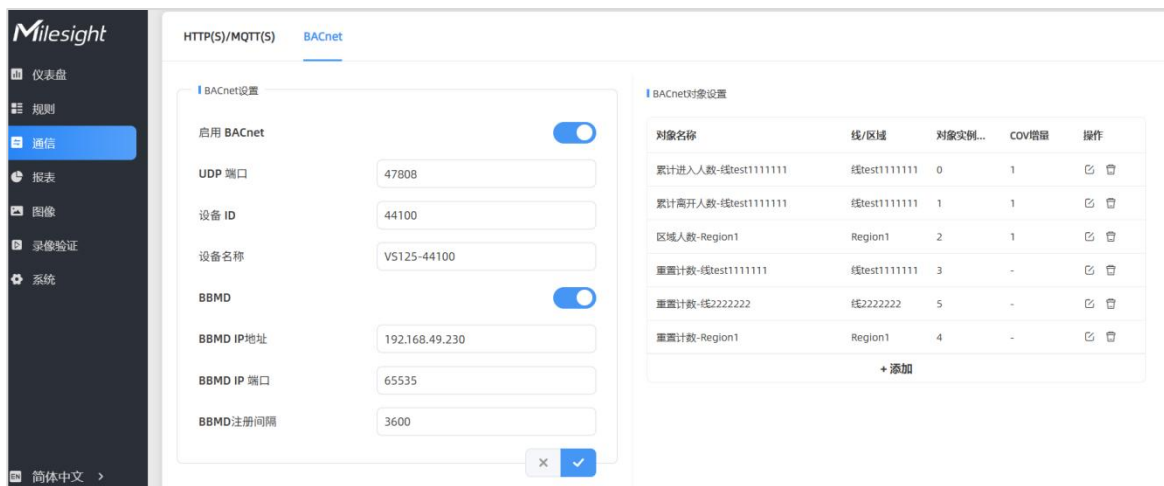 Milesight
仪表盘
规则
通信
报表
图像
录像验证
系统
EN 简体中文 >
HTTP(S)/MQTT(S) BACnet
BACnet设置
启用 BACnet
UDP 端口 47808
设备 ID 44100
设备名称 VS125-44100
BBMD
BBMD IP地址 192.168.49.230
BBMD IP 端口 65535
BBMD注册间隔 3600
BACnet对象设置
对象名称 线/区域 对象实例... COV增量 操作
累计进入人数-线test1111111 线test1111111 0 1
累计离开人数-线test1111111 线test1111111 1 1
区域人数-Region1 Region1 2 1
重置计数-线test1111111 线test1111111 3 -
重置计数-线2222222 线2222222 5 -
重置计数-Region1 Region1 4 -
+ 添加